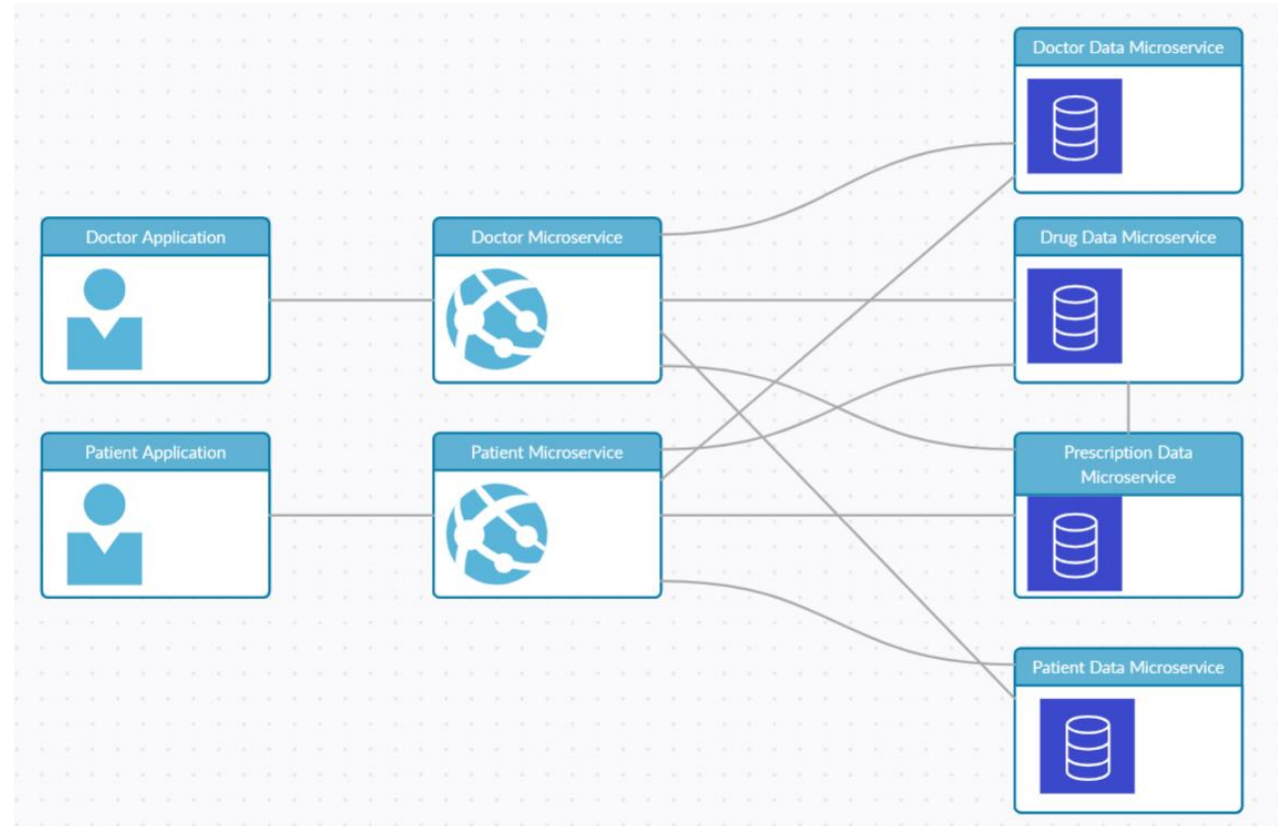 Doctor Data Microservice
Doctor Application
Doctor Microservice
Drug Data Microservice
Patient Application
Patient Microservice
Prescription Data
Microservice
Patient Data Microservice